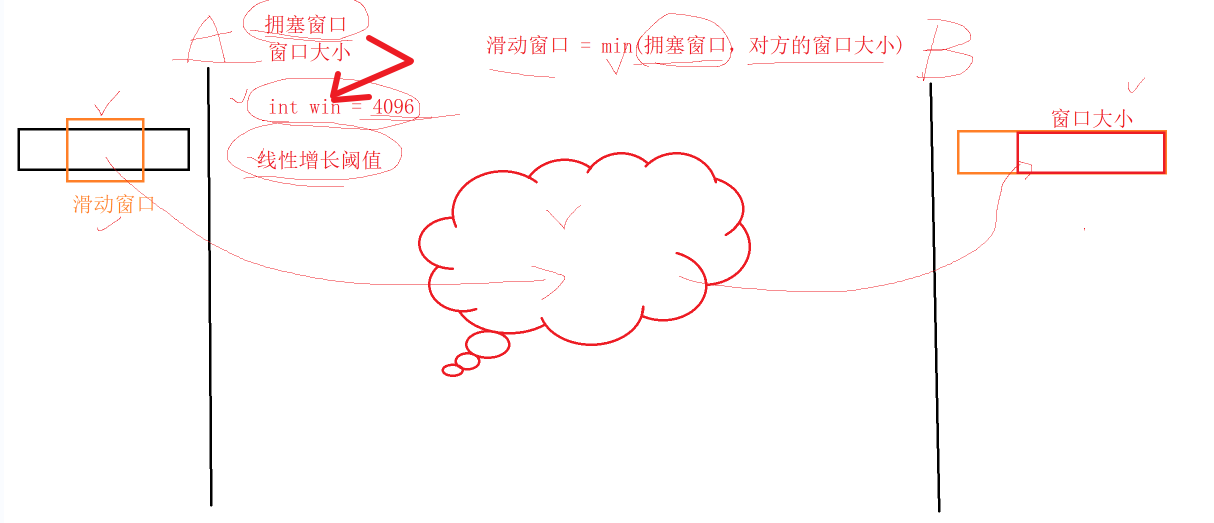 A
拥塞窗口
窗口大小
滑动窗口 = min(拥塞窗口, 对方的窗口大小)
B
int win = 4096
线性增长阈值
滑动窗口
窗口大小